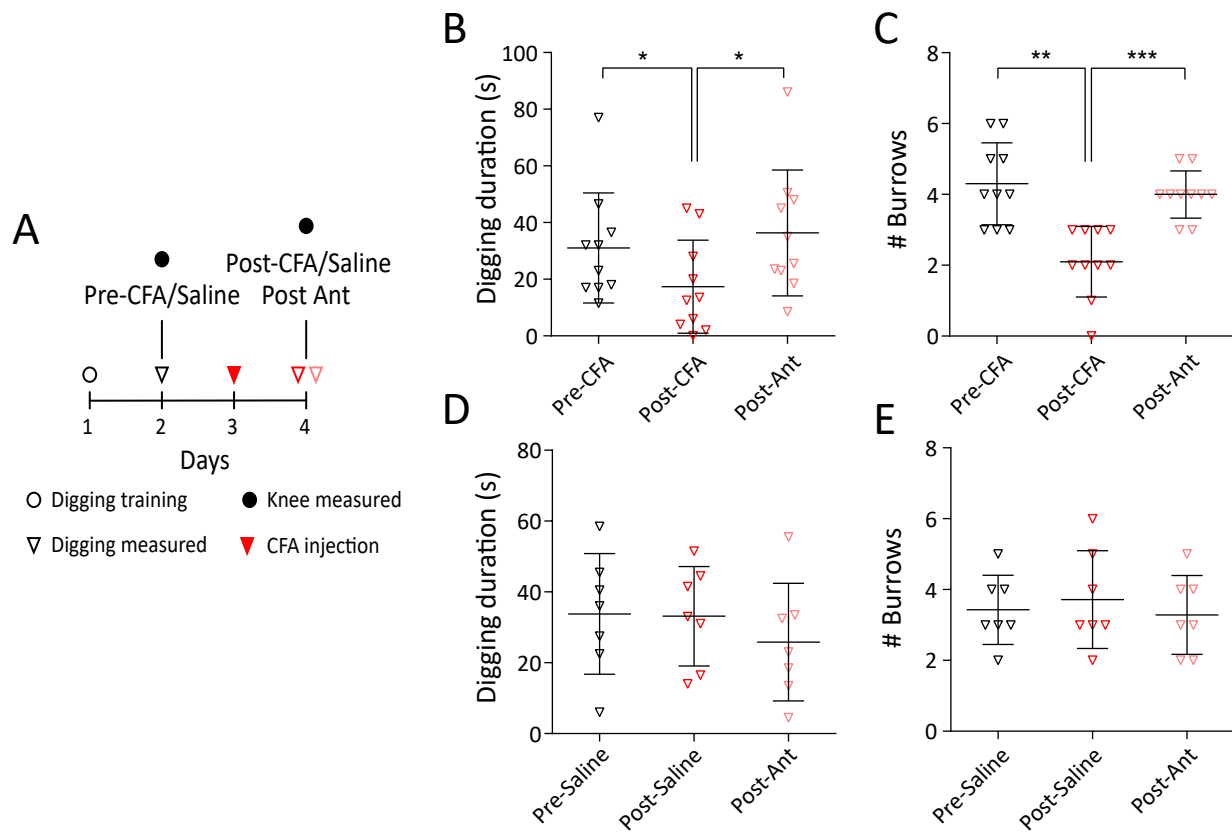 A
Post-CFA/Saline
Pre-CFA/Saline
Post Ant
1
2
3
4
Days
Digging training
Knee measured
Digging measured
CFA injection
B
Digging duration (s)
100
80
60
40
20
0
*
*
Pre-CFA
Post-CFA
Post-Ant
C
# Burrows
8
6
4
2
0
**
***
Pre-CFA
Post-CFA
Post-Ant
D
Digging duration (s)
80
60
40
20
0
Pre-Saline
Post-Saline
Post-Ant
E
# Burrows
8
6
4
2
0
Pre-Saline
Post-Saline
Post-Ant